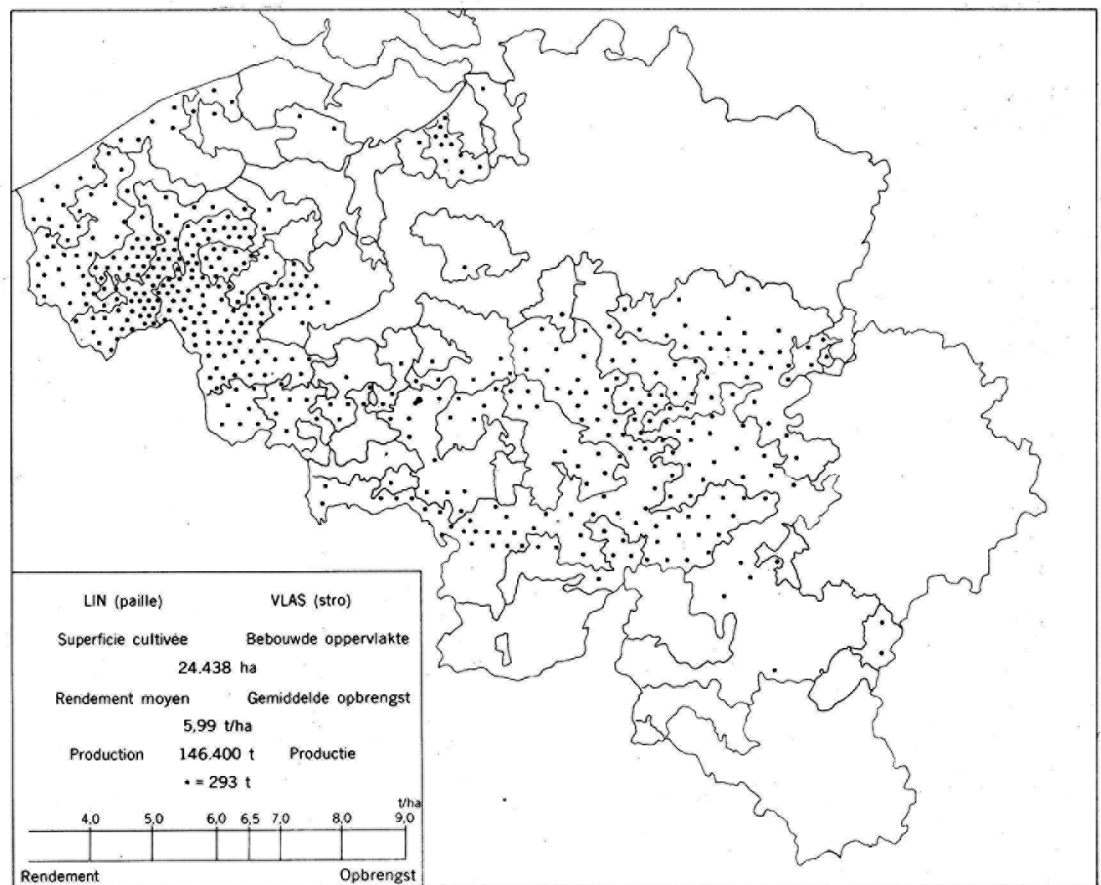 LIN (paille) VLAS (stro)
Superficie cultivée Bebouwde oppervlakte
24.438 ha
Rendement moyen Gemiddelde opbrengst
5,99 t/ha
Production 146.400 t Productie
• = 293 t
t/ha
4,0 5,0 6,0 6,5 7,0 8,0 9,0
Rendement Opbrengst